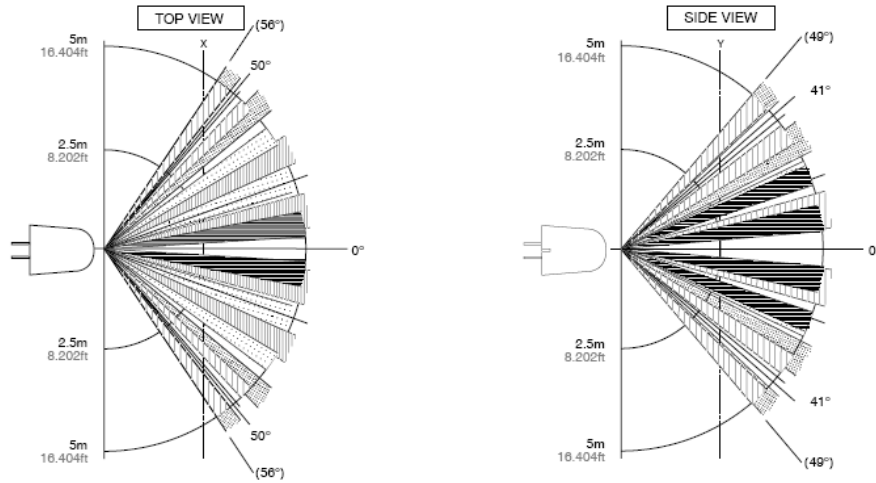 TOP VIEW
(56°)
X
5m
16.404ft
50°
2.5m
8.202ft
0°
2.5m
8.202ft
50°
5m
16.404ft
(56°)
SIDE VIEW
(49°)
Y
5m
16.404ft
41°
2.5m
8.202ft
0
2.5m
8.202ft
41°
5m
16.404ft
(49°)